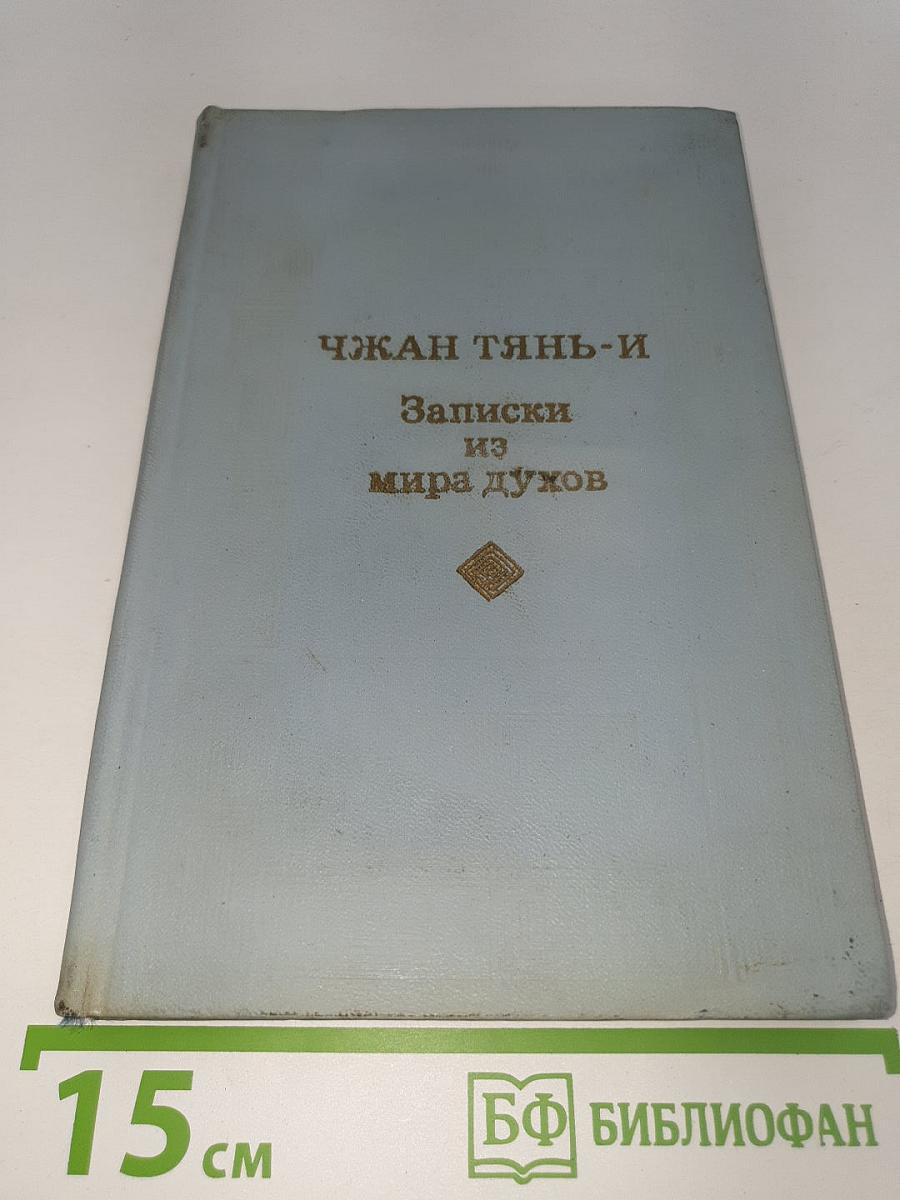 ЧЖАН ТЯНЬ-И
Записки
из
мира духов
15 см
БФ БИБЛИОФАН